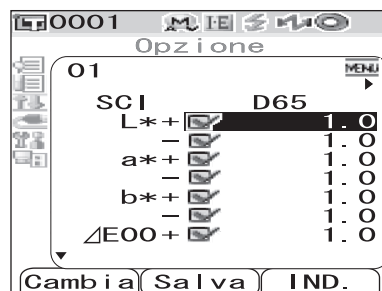 0001 M I·E
Opzione
01 MENU
SCI D65
L*+ 1.0
— 1.0
a*+ 1.0
— 1.0
b*+ 1.0
— 1.0
⊿E00+ 1.0
Cambia Salva IND.